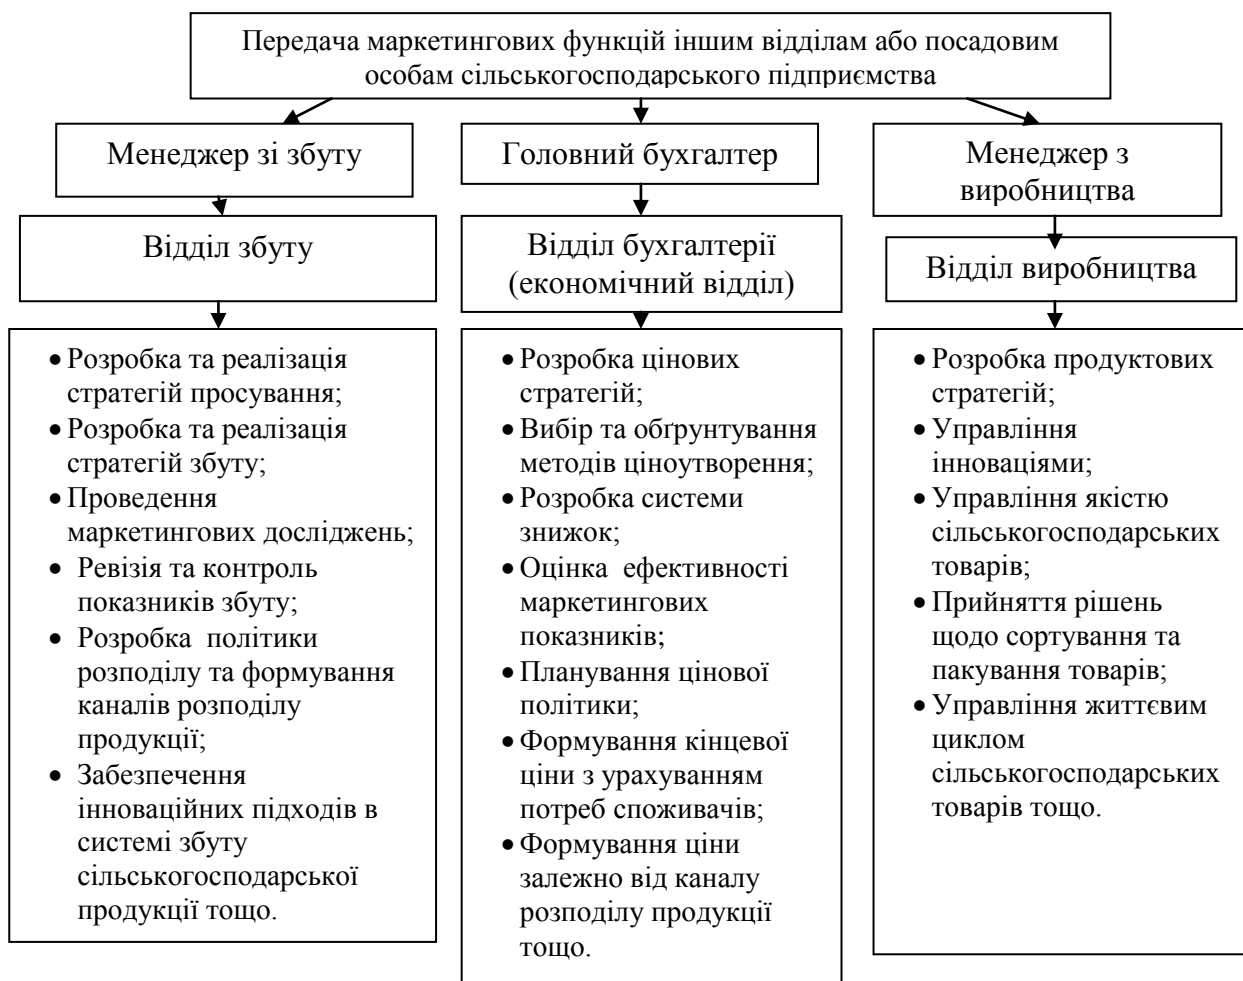 Передача маркетингових функцій іншим відділам або посадовим
особам сільськогосподарського підприємства
Менеджер зі збуту
Головний бухгалтер
Менеджер з
виробництва
Відділ збуту
Відділ бухгалтерії
(економічний відділ)
Відділ виробництва
• Розробка та реалізація
стратегій просування;
• Розробка та реалізація
стратегій збуту;
• Проведення
маркетингових досліджень;
• Ревізія та контроль
показників збуту;
• Розробка політики
розподілу та формування
каналів розподілу
продукції;
• Забезпечення
інноваційних підходів в
системі збуту
сільськогосподарської
продукції тощо.
• Розробка цінових
стратегій;
• Вибір та обґрунтування
методів ціноутворення;
• Розробка системи
знижок;
• Оцінка ефективності
маркетингових
показників;
• Планування цінової
політики;
• Формування кінцевої
ціни з урахуванням
потреб споживачів;
• Формування ціни
залежно від каналу
розподілу продукції
тощо.
• Розробка продуктових
стратегій;
• Управління
інноваціями;
• Управління якістю
сільськогосподарських
товарів;
• Прийняття рішень
щодо сортування та
пакування товарів;
• Управління життєвим
циклом
сільськогосподарських
товарів тощо.